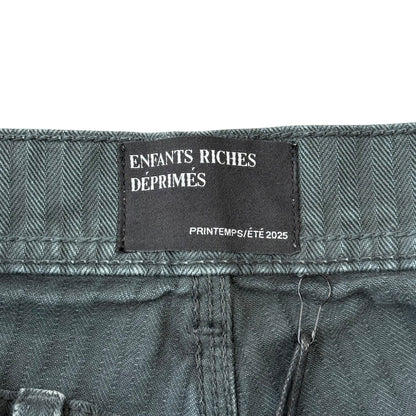 ENFANTS RICHES
DÉPRIMÉS
PRINTEMPS/ÉTÉ 2025